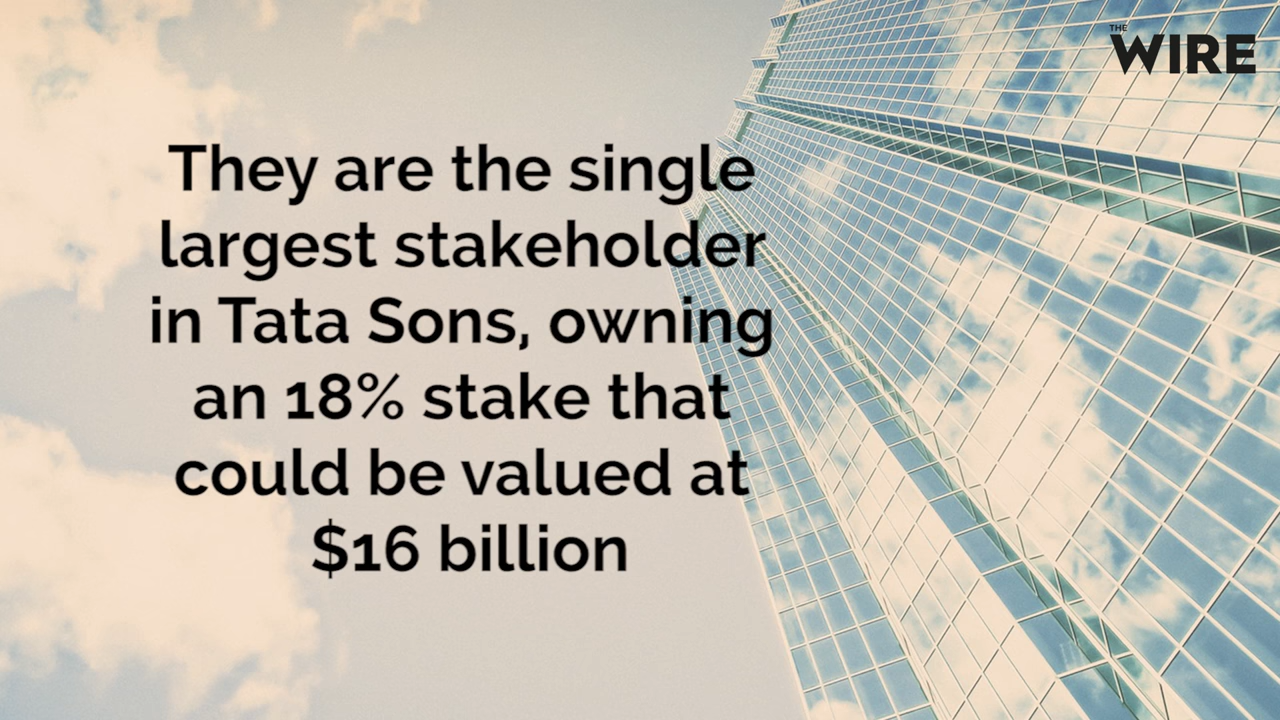 THE
WIRE
They are the single
largest stakeholder
in Tata Sons, owning
an 18% stake that
could be valued at
$16 billion